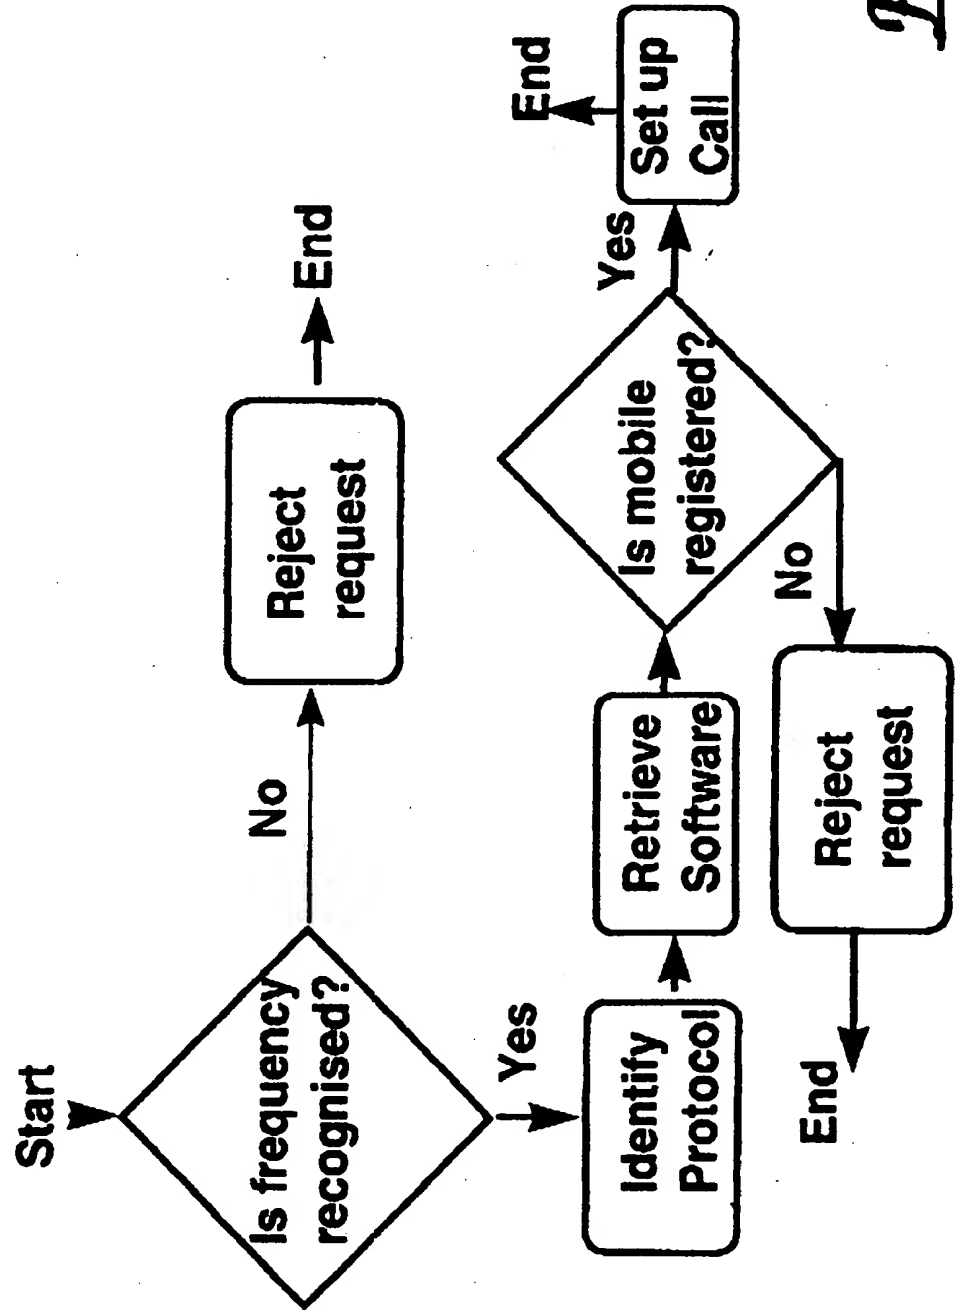 Start
Is frequency
recognised?
No
Reject
request
End
Yes
Identify
Protocol
Retrieve
Software
Is mobile
registered?
Yes
Set up
Call
End
No
Reject
request
End